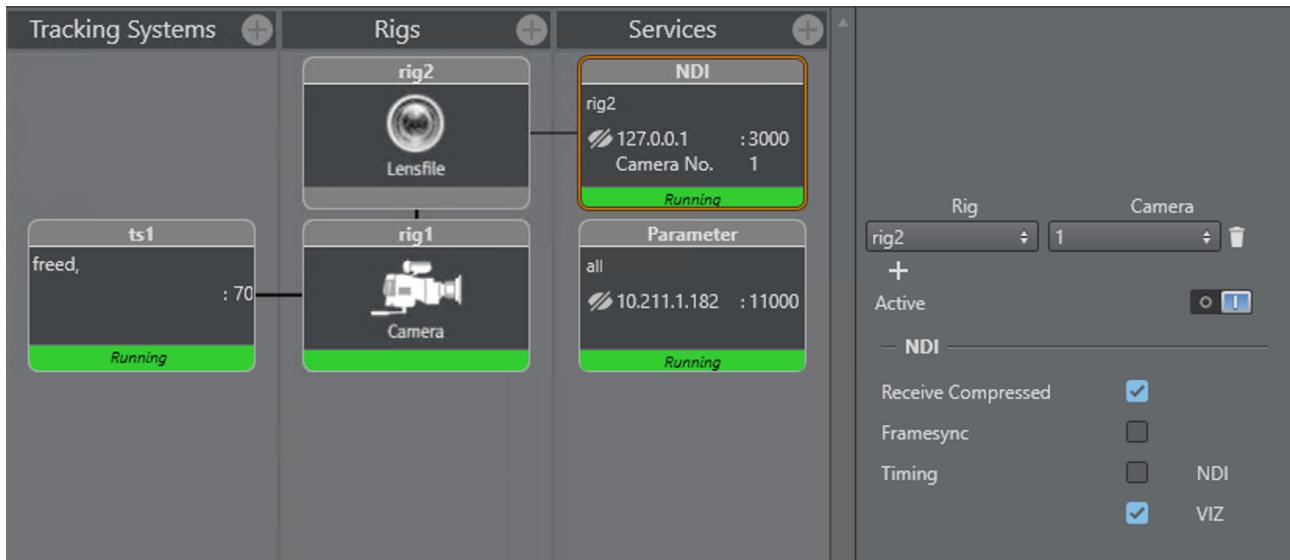 Tracking Systems
Rigs
Services
rig2
Lensfile
NDI
rig2
127.0.0.1 : 3000
Camera No. 1
Running
ts1
freed,
: 70
Running
rig1
Camera
Parameter
all
10.211.1.182 : 11000
Running
Rig Camera
rig2 1
Active
NDI
Receive Compressed
Framesync
Timing NDI
VIZ